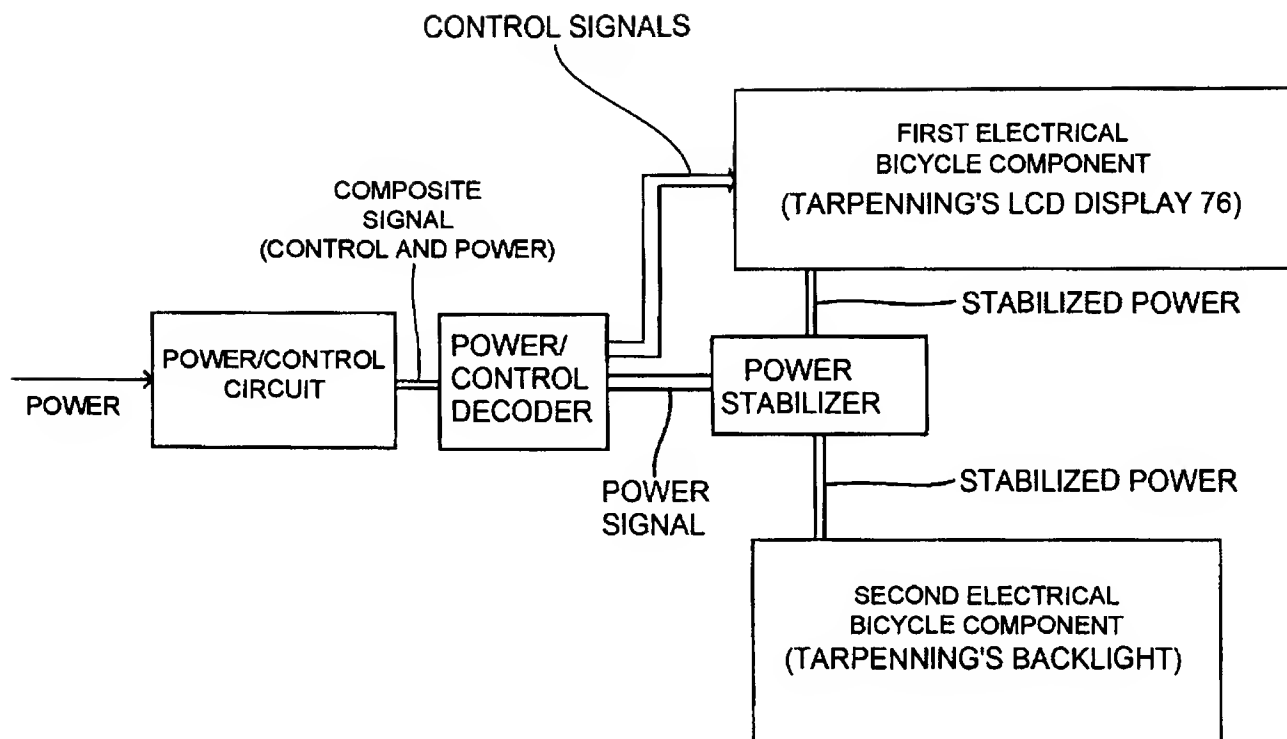 CONTROL SIGNALS
FIRST ELECTRICAL
BICYCLE COMPONENT
(TARPENNING'S LCD DISPLAY 76)
COMPOSITE
SIGNAL
(CONTROL AND POWER)
STABILIZED POWER
POWER/CONTROL
CIRCUIT
POWER/
CONTROL
DECODER
POWER
STABILIZER
POWER
STABILIZED POWER
POWER
SIGNAL
SECOND ELECTRICAL
BICYCLE COMPONENT
(TARPENNING'S BACKLIGHT)